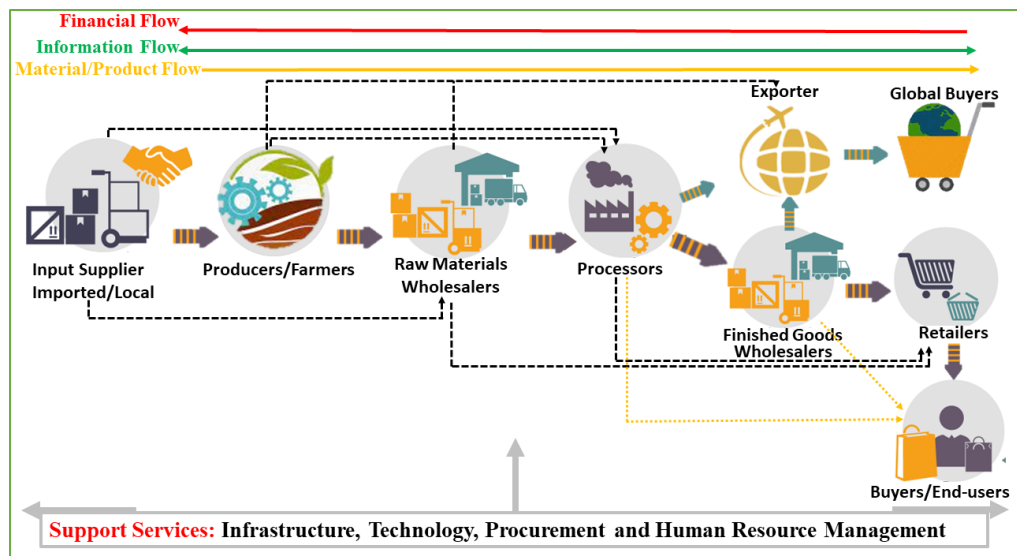 Financial Flow
Information Flow
Material/Product Flow
Exporter
Global Buyers
Input Supplier
Imported/Local
Producers/Farmers
Raw Materials
Wholesalers
Processors
Finished Goods
Wholesalers
Retailers
Buyers/End-users
Support Services: Infrastructure, Technology, Procurement and Human Resource Management